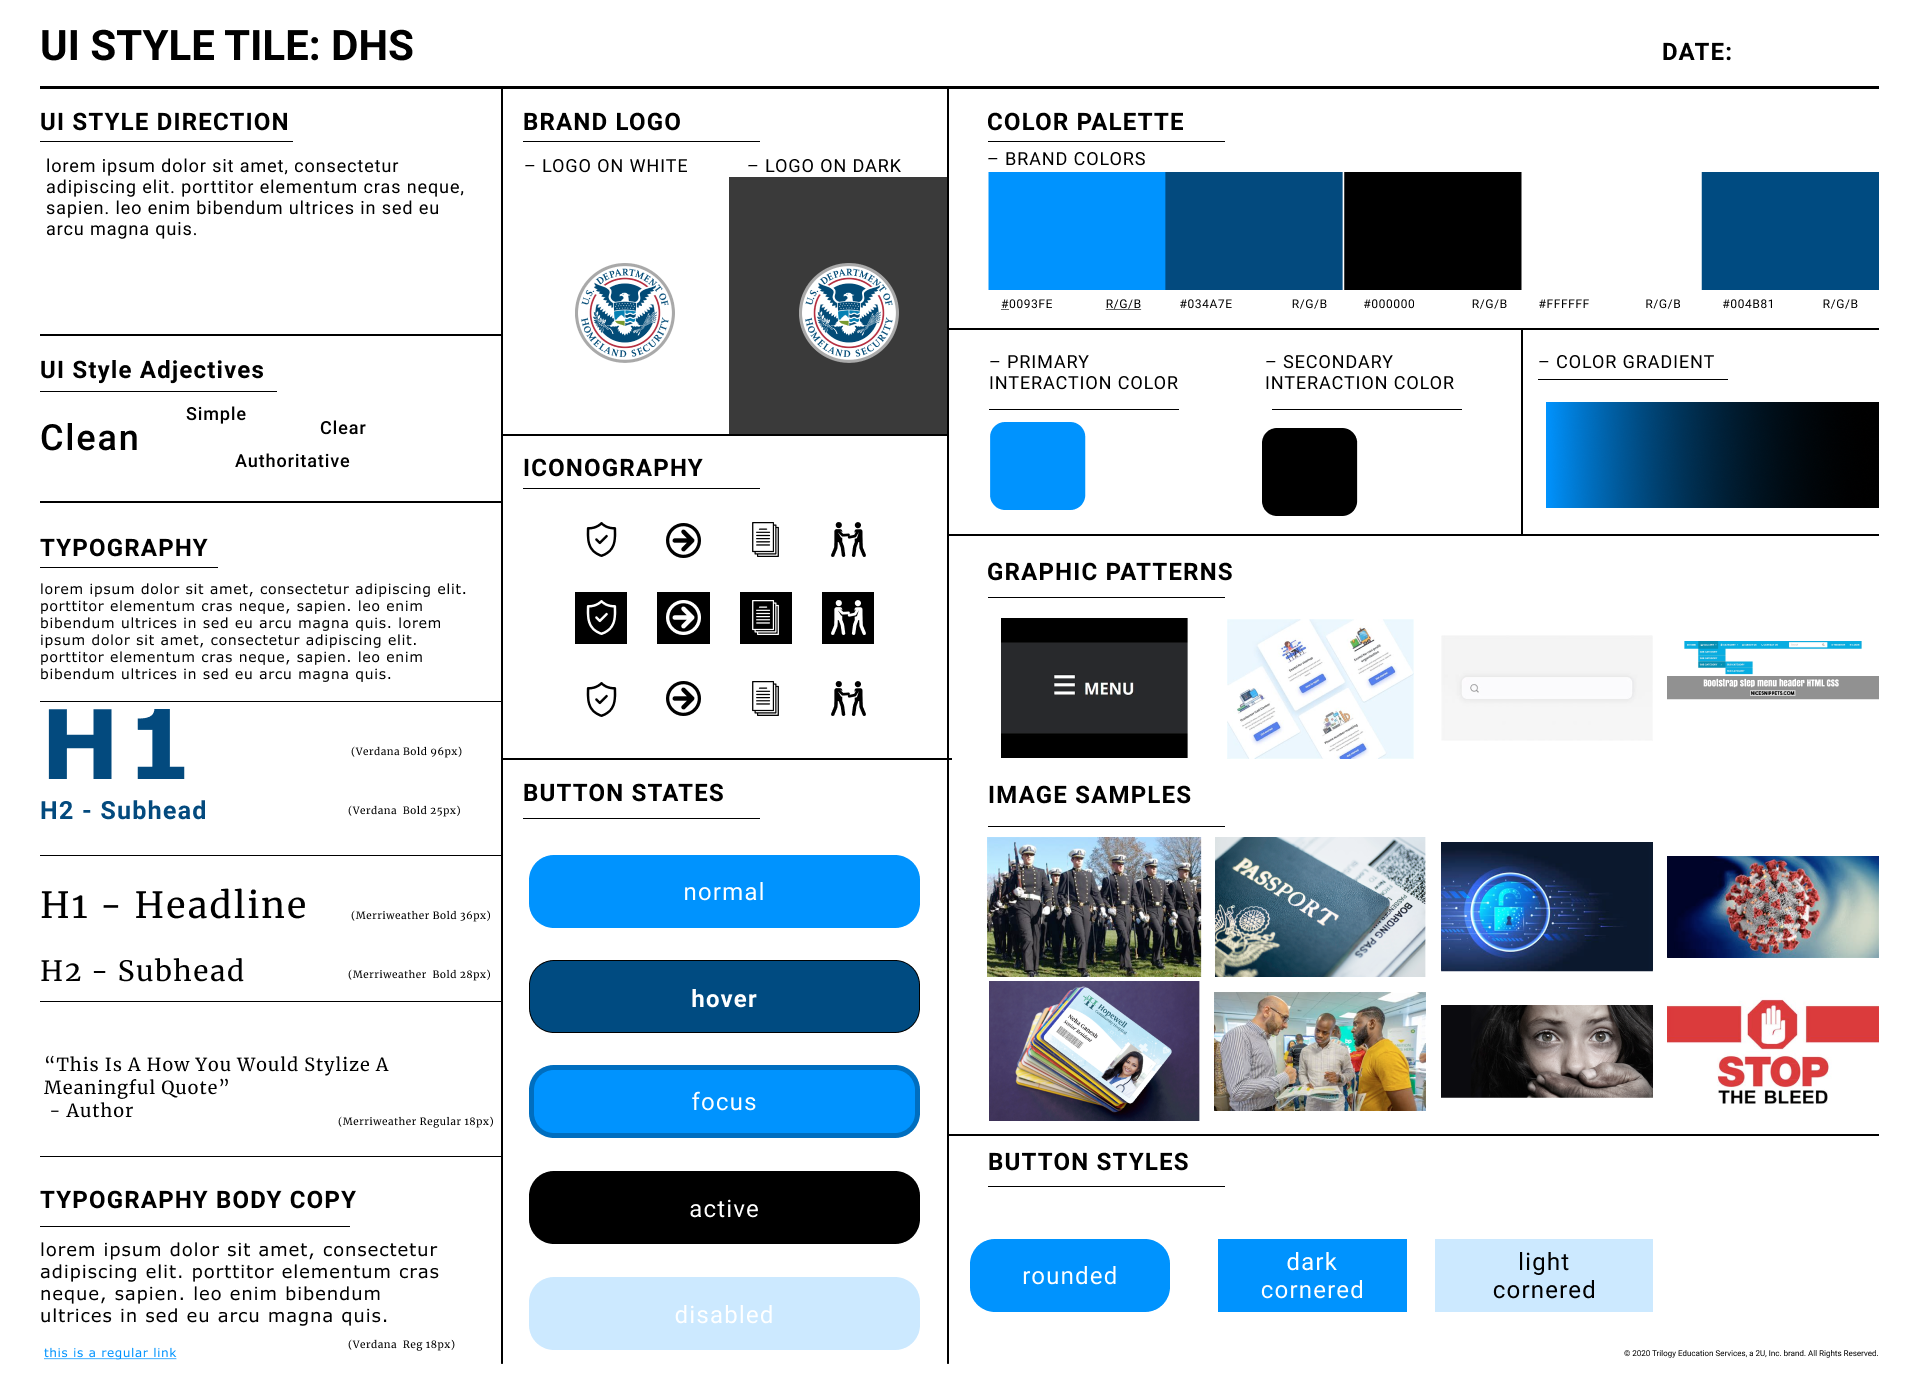 UI STYLE TILE: DHS
DATE:
UI STYLE DIRECTION
lorem ipsum dolor sit amet, consectetur
adipiscing elit. porttitor elementum cras neque,
sapien. leo enim bibendum ultrices in sed eu
arcu magna quis.
UI Style Adjectives
Clean
Simple
Clear
Authoritative
TYPOGRAPHY
lorem ipsum dolor sit amet, consectetur adipiscing elit.
porttitor elementum cras neque, sapien. leo enim
bibendum ultrices in sed eu arcu magna quis. lorem
ipsum dolor sit amet, consectetur adipiscing elit.
porttitor elementum cras neque, sapien. leo enim
bibendum ultrices in sed eu arcu magna quis.
H1
(Verdana Bold 96px)
H2 - Subhead
(Verdana Bold 25px)
H1 - Headline
(Merriweather Bold 36px)
H2 - Subhead
(Merriweather Bold 28px)
“This Is A How You Would Stylize A
Meaningful Quote”
- Author
(Merriweather Regular 18px)
TYPOGRAPHY BODY COPY
lorem ipsum dolor sit amet, consectetur
adipiscing elit. porttitor elementum cras
neque, sapien. leo enim bibendum
ultrices in sed eu arcu magna quis.
(Verdana Reg 18px)
this is a regular link
BRAND LOGO
– LOGO ON WHITE
– LOGO ON DARK
U.S. DEPARTMENT OF
HOMELAND SECURITY
U.S. DEPARTMENT OF
HOMELAND SECURITY
ICONOGRAPHY
BUTTON STATES
normal
hover
focus
active
disabled
COLOR PALETTE
– BRAND COLORS
#0093FE R/G/B
#034A7E R/G/B
#000000 R/G/B
#FFFFFF R/G/B
#004B81 R/G/B
– PRIMARY
INTERACTION COLOR
– SECONDARY
INTERACTION COLOR
– COLOR GRADIENT
GRAPHIC PATTERNS
MENU
Bootstrap step menu header HTML CSS
NICESNIPPETS.COM
IMAGE SAMPLES
PASSPORT
BOARDING PASS
Hopewell
Neha Ganesh
STOP
THE BLEED
BUTTON STYLES
rounded
dark
cornered
light
cornered
© 2020 Trilogy Education Services, a 2U, Inc. brand. All Rights Reserved.